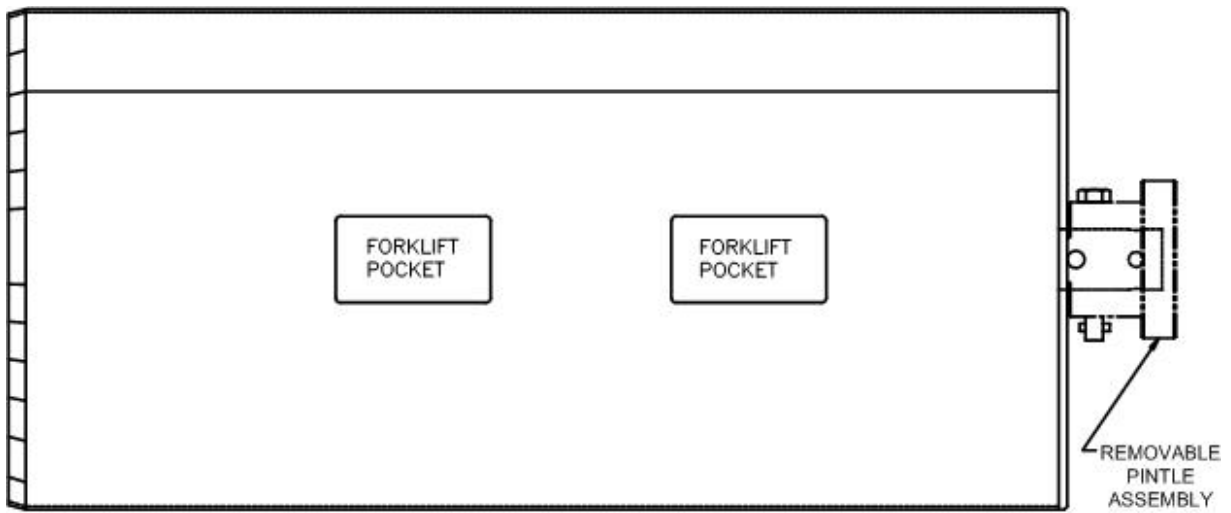 FORKLIFT
POCKET
FORKLIFT
POCKET
REMOVABLE
PINTLE
ASSEMBLY